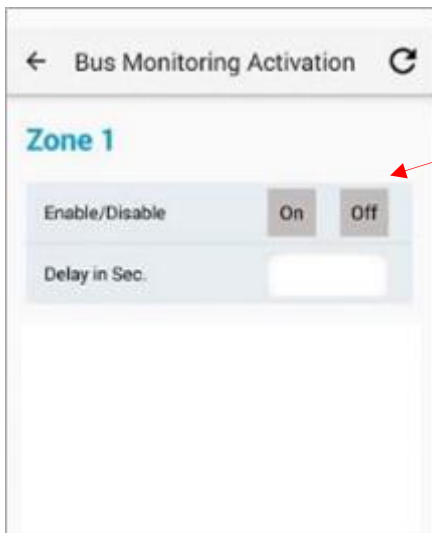 Bus Monitoring Activation
Zone 1
Enable/Disable On Off
Delay in Sec.